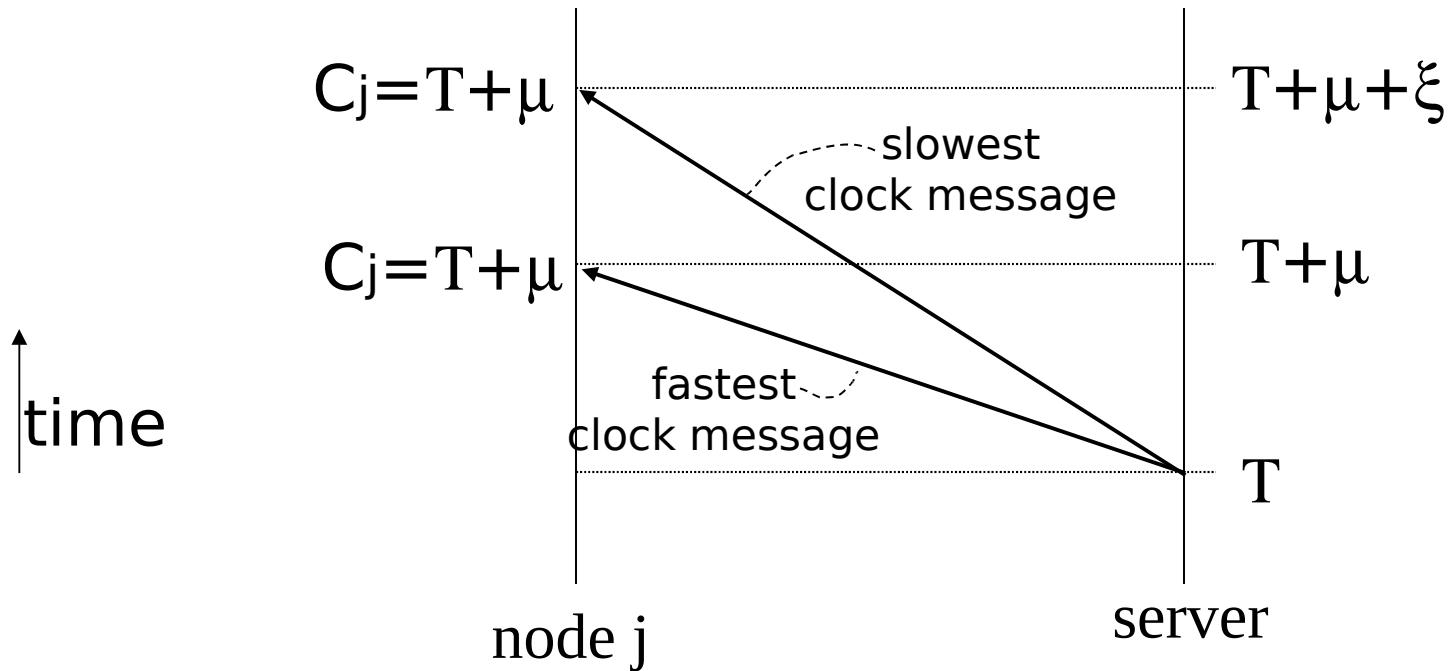 Cj=T+μ
T+μ+ξ
slowest
clock message
Cj=T+μ
T+μ
fastest
clock message
time
T
node j
server